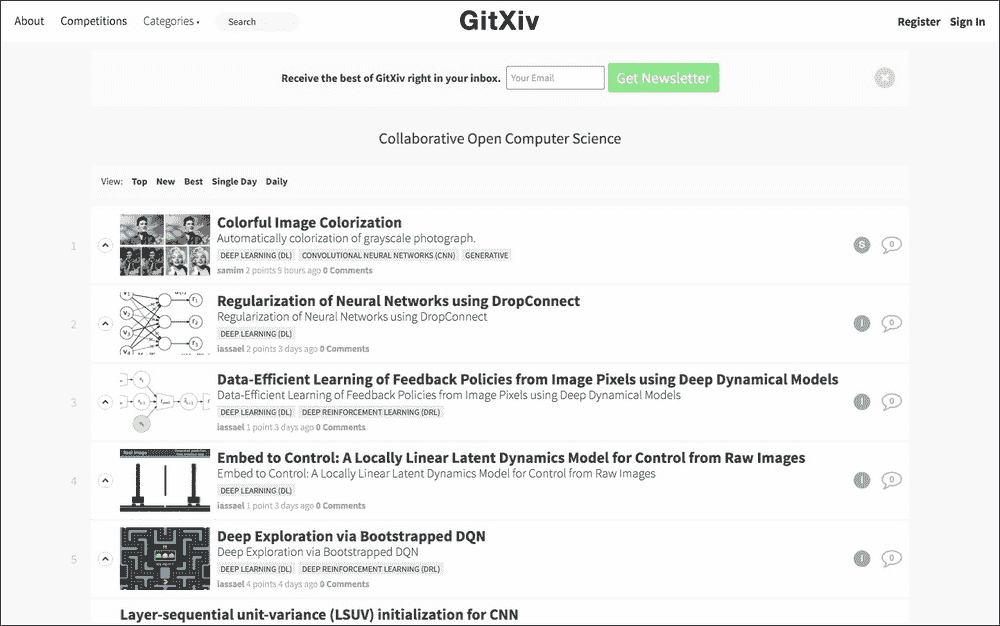 About Competitions Categories Search GitXiv Register Sign In
Receive the best of GitXiv right in your inbox. Your Email Get Newsletter
Collaborative Open Computer Science
View: Top New Best Single Day Daily
1
Colorful Image Colorization
Automatically colorization of grayscale photograph.
DEEP LEARNING (DL) CONVOLUTIONAL NEURAL NETWORKS (CNN) GENERATIVE
samim 2 points 9 hours ago 0 Comments
S 0
2
Regularization of Neural Networks using DropConnect
Regularization of Neural Networks using DropConnect
DEEP LEARNING (DL)
iassael 2 points 3 days ago 0 Comments
I 0
3
Data-Efficient Learning of Feedback Policies from Image Pixels using Deep Dynamical Models
Data-Efficient Learning of Feedback Policies from Image Pixels using Deep Dynamical Models
DEEP LEARNING (DL) DEEP REINFORCEMENT LEARNING (DRL)
iassael 1 point 3 days ago 0 Comments
I 0
4
Embed to Control: A Locally Linear Latent Dynamics Model for Control from Raw Images
Embed to Control: A Locally Linear Latent Dynamics Model for Control from Raw Images
DEEP LEARNING (DL)
iassael 1 point 3 days ago 0 Comments
I 0
5
Deep Exploration via Bootstrapped DQN
Deep Exploration via Bootstrapped DQN
DEEP LEARNING (DL) DEEP REINFORCEMENT LEARNING (DRL)
iassael 4 points 4 days ago 0 Comments
I 0
Layer-sequential unit-variance (LSUV) initialization for CNN